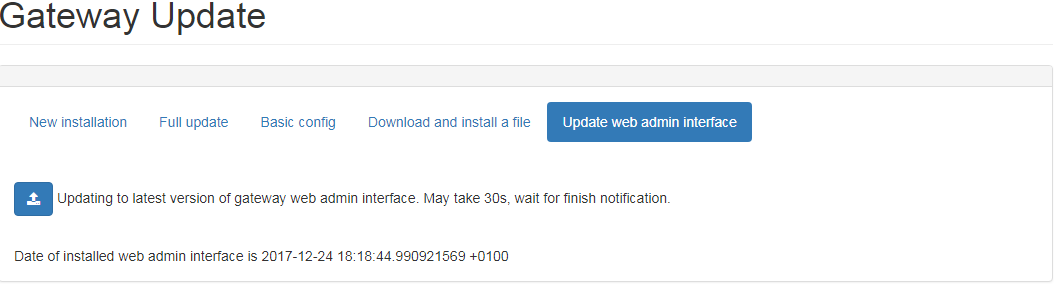 Gateway Update
New installation Full update Basic config Download and install a file Update web admin interface
Updating to latest version of gateway web admin interface. May take 30s, wait for finish notification.
Date of installed web admin interface is 2017-12-24 18:18:44.990921569 +0100